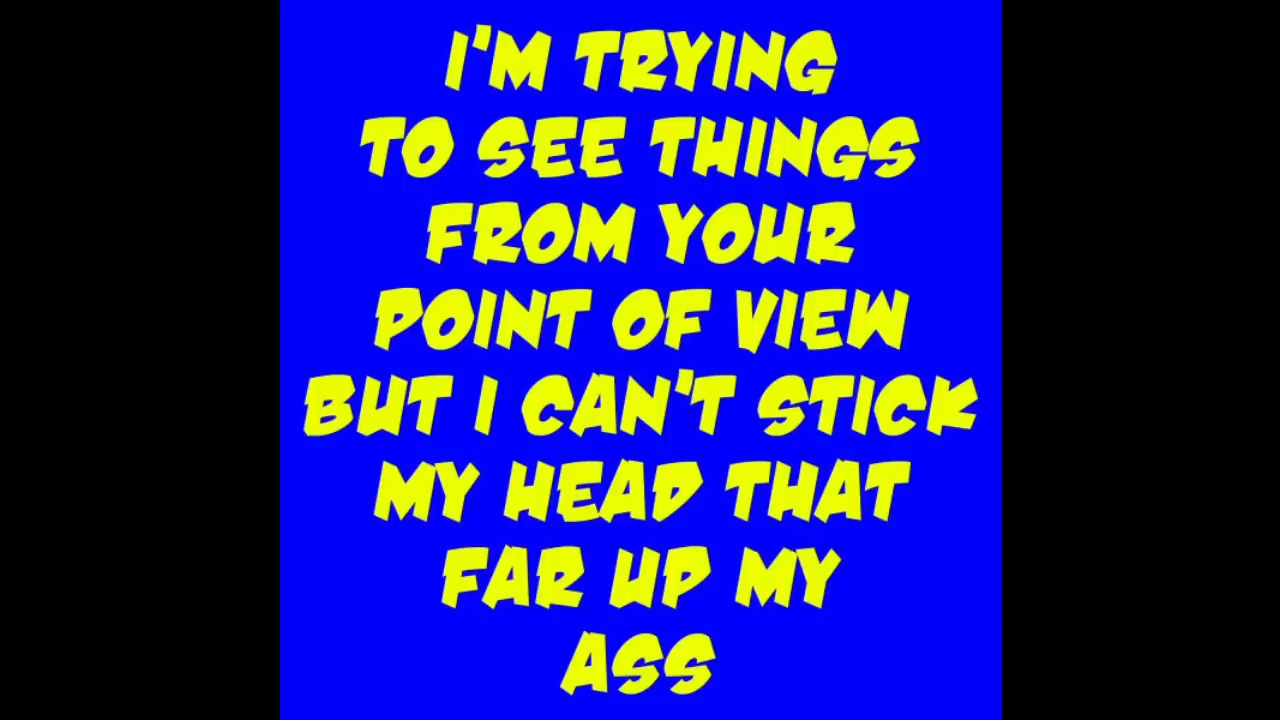 I'M TRYING
TO SEE THINGS
FROM YOUR
POINT OF VIEW
BUT I CAN'T STICK
MY HEAD THAT
FAR UP MY
ASS